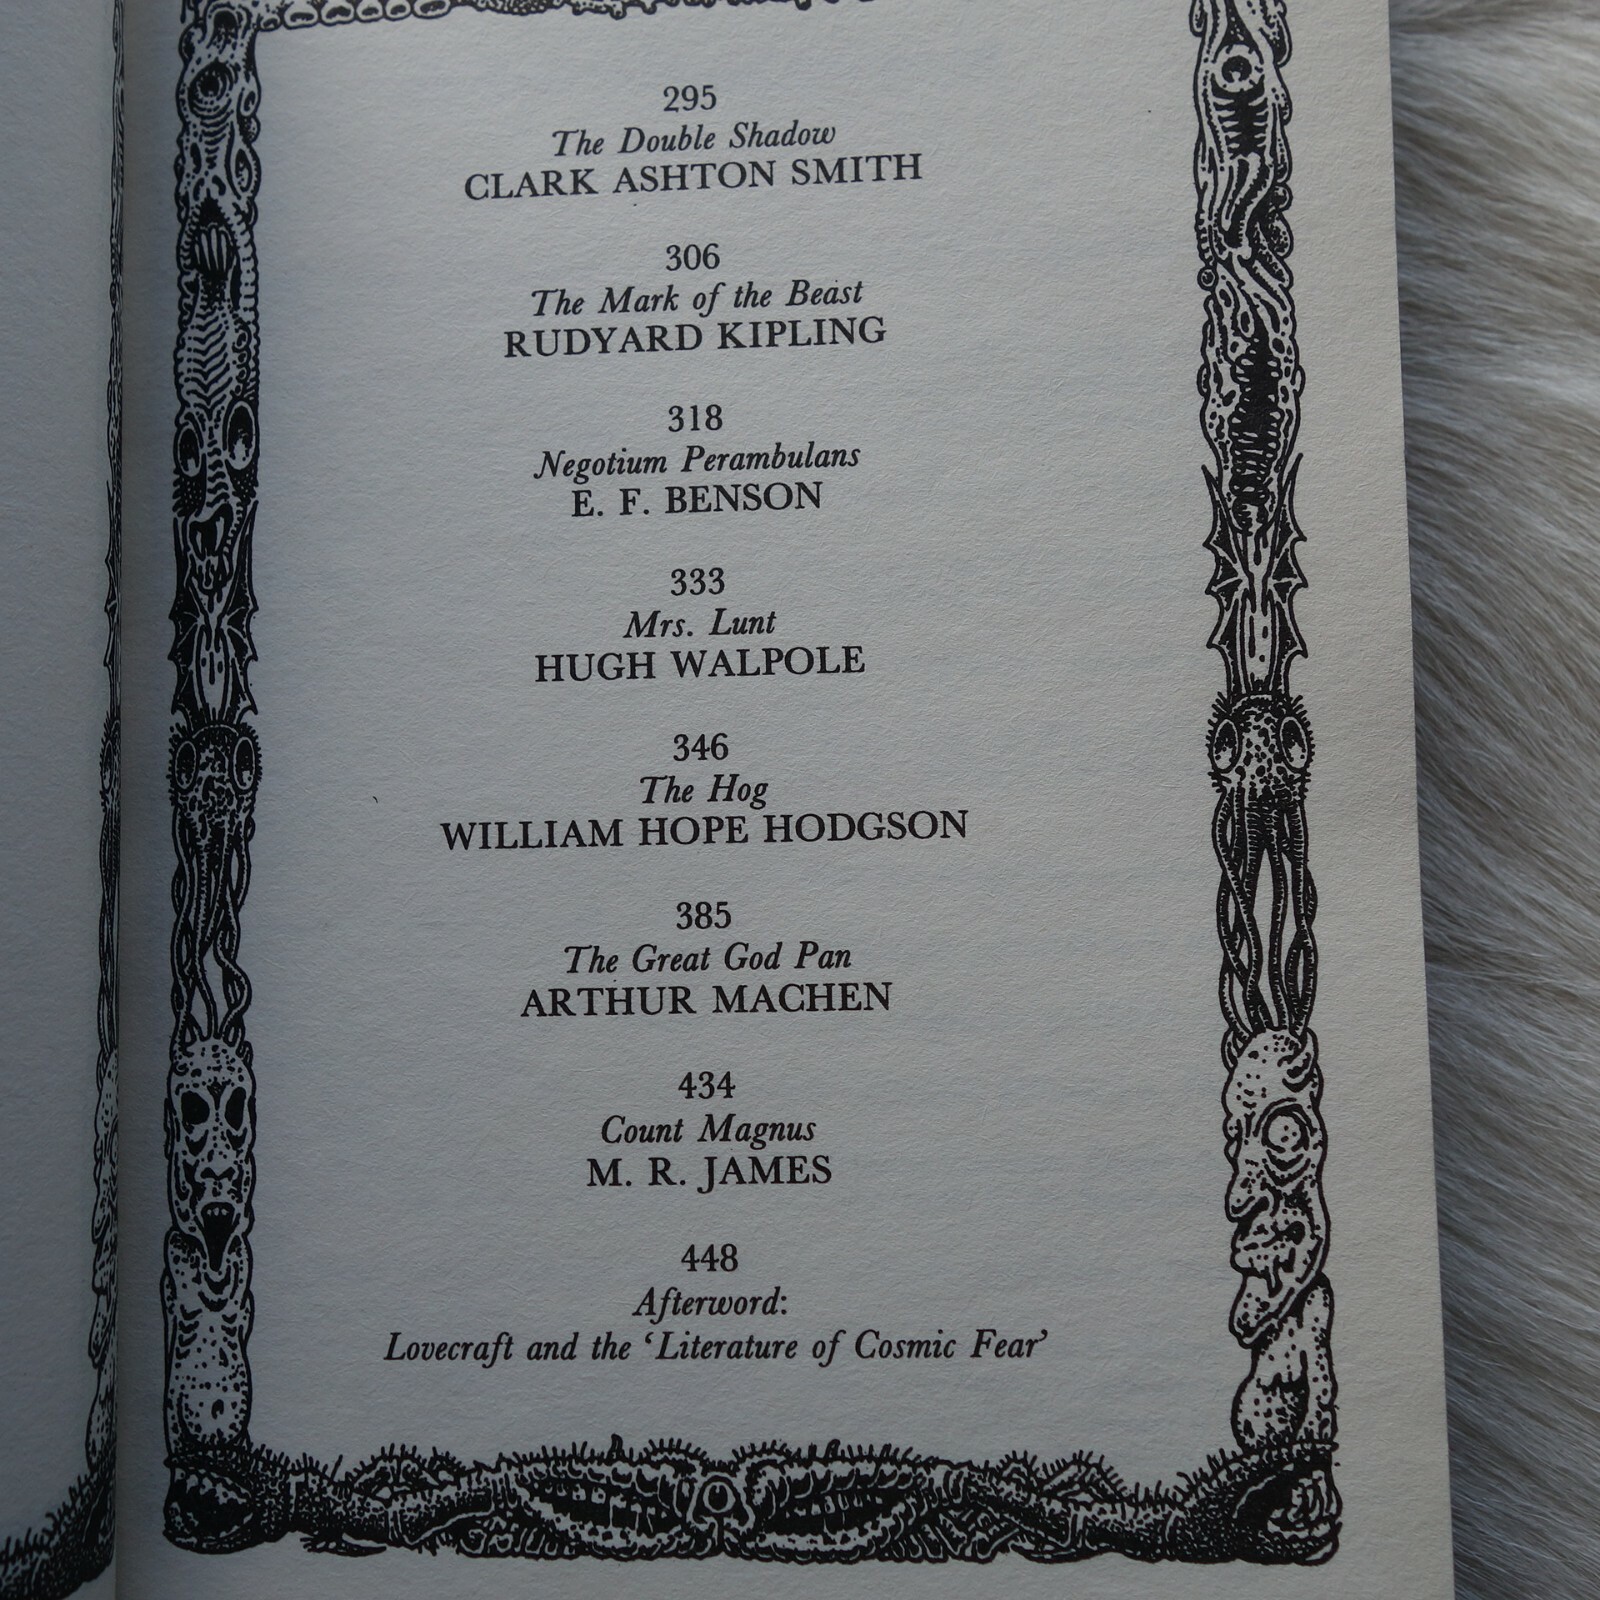 295
The Double Shadow
CLARK ASHTON SMITH
306
The Mark of the Beast
RUDYARD KIPLING
318
Negotium Perambulans
E. F. BENSON
333
Mrs. Lunt
HUGH WALPOLE
346
The Hog
WILLIAM HOPE HODGSON
385
The Great God Pan
ARTHUR MACHEN
434
Count Magnus
M. R. JAMES
448
Afterword:
Lovecraft and the ‘Literature of Cosmic Fear’